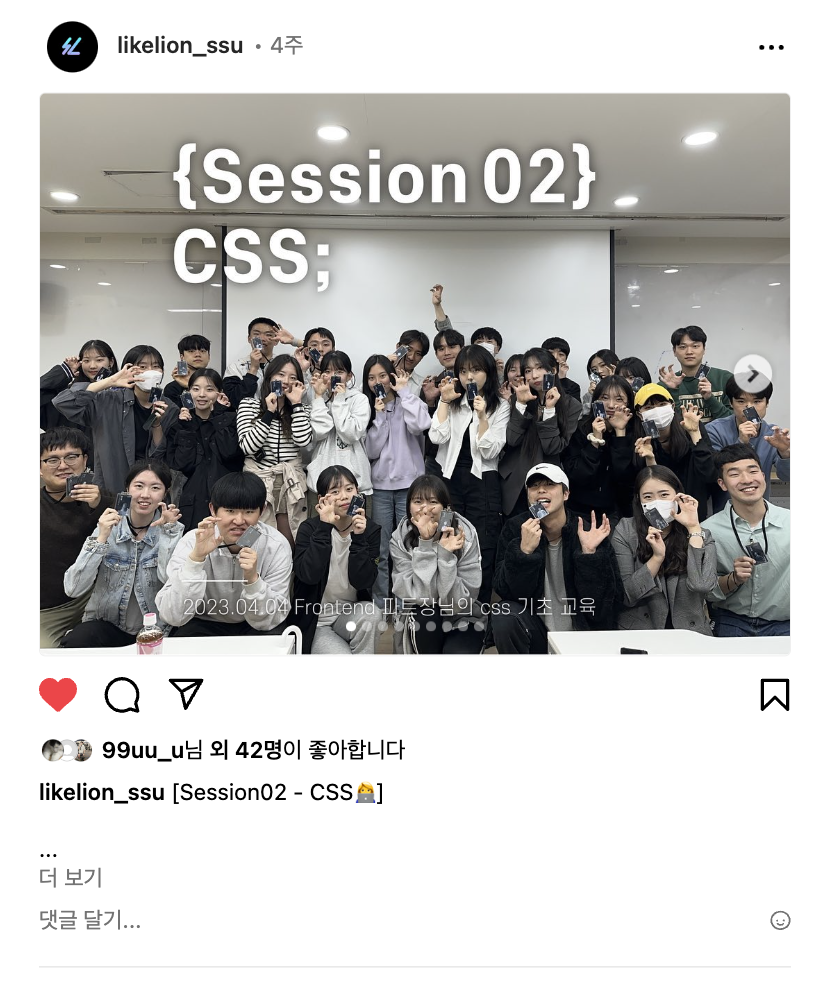 likelion_ssu • 4주
{Session 02}
CSS;
2023.04.04 Frontend 파트장님의 css 기초 교육
99uu_u님 외 42명이 좋아합니다
likelion_ssu [Session02 - CSS🧑‍💻]
...
더 보기
댓글 달기...